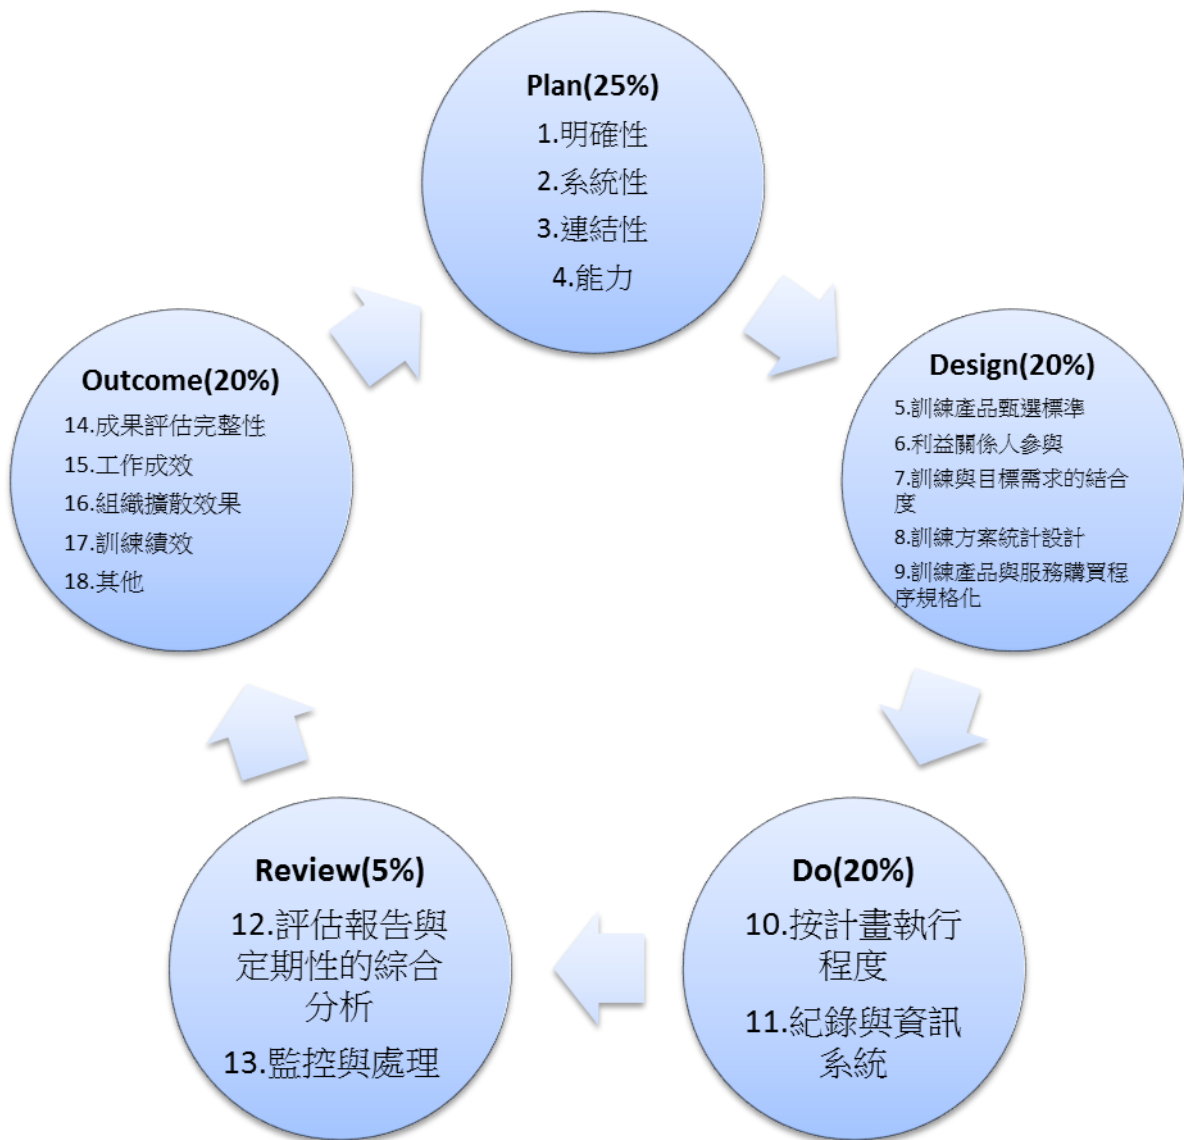 Plan(25%)
1.明確性
2.系統性
3.連結性
4.能力
Design(20%)
5.訓練產品甄選標準
6.利益關係人參與
7.訓練與目標需求的結合
度
8.訓練方案統計設計
9.訓練產品與服務購買程
序規格化
Do(20%)
10.按計畫執行
程度
11.紀錄與資訊
系統
Review(5%)
12.評估報告與
定期性的綜合
分析
13.監控與處理
Outcome(20%)
14.成果評估完整性
15.工作成效
16.組織擴散效果
17.訓練績效
18.其他